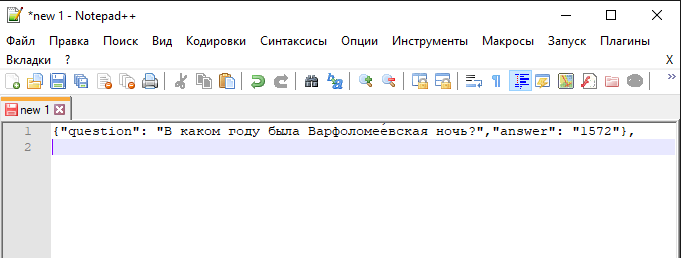 *new 1 - Notepad++
Файл Правка Поиск Вид Кодировки Синтаксисы Опции Инструменты Макросы Запуск Плагины
Вкладки ? X
new 1
1 {"question": "В каком году была Варфоломеевская ночь?","answer": "1572"},
2